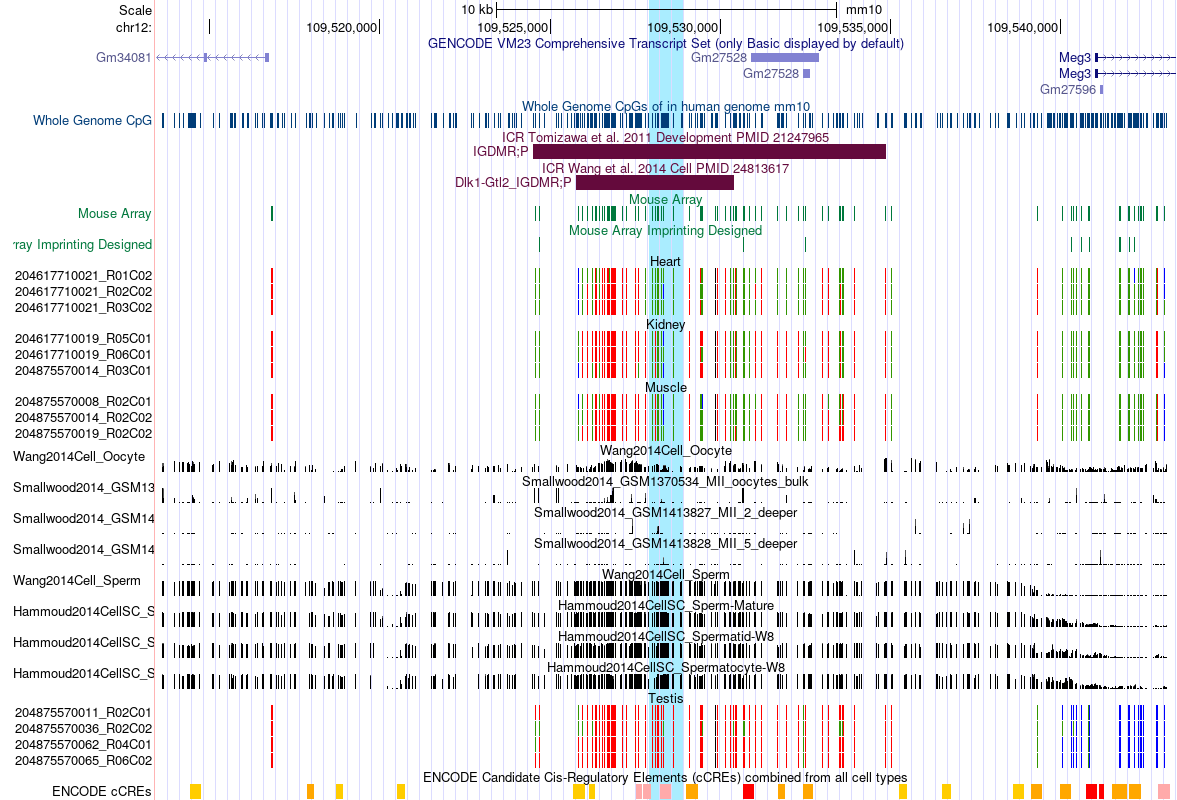 Scale 10 kb mm10
chr12: 109,520,000 109,525,000 109,530,000 109,535,000 109,540,000
GENCODE VM23 Comprehensive Transcript Set (only Basic displayed by default)
Gm34081 Gm27528 Meg3
Gm27528 Meg3
Gm27596
Whole Genome CpGs of in human genome mm10
Whole Genome CpG
ICR Tomizawa et al. 2011 Development PMID 21247965
IGDMR;P
ICR Wang et al. 2014 Cell PMID 24813617
Dlk1-Gtl2_IGDMR;P
Mouse Array
Mouse Array
Mouse Array Imprinting Designed
rray Imprinting Designed
Heart
204617710021_R01C02
204617710021_R02C02
204617710021_R03C02
Kidney
204617710019_R05C01
204617710019_R06C01
204875570014_R03C01
Muscle
204875570008_R02C01
204875570014_R02C02
204875570019_R02C02
Wang2014Cell_Oocyte
Wang2014Cell_Oocyte
Smallwood2014_GSM1370534_MII_oocytes_bulk
Smallwood2014_GSM13
Smallwood2014_GSM1413827_MII_2_deeper
Smallwood2014_GSM14
Smallwood2014_GSM1413828_MII_5_deeper
Smallwood2014_GSM14
Wang2014Cell_Sperm
Wang2014Cell_Sperm
Hammoud2014CellSC_Sperm-Mature
Hammoud2014CellSC_S
Hammoud2014CellSC_Spermatid-W8
Hammoud2014CellSC_S
Hammoud2014CellSC_Spermatocyte-W8
Hammoud2014CellSC_S
Testis
204875570011_R02C01
204875570036_R02C02
204875570062_R04C01
204875570065_R06C02
ENCODE Candidate Cis-Regulatory Elements (cCREs) combined from all cell types
ENCODE cCREs